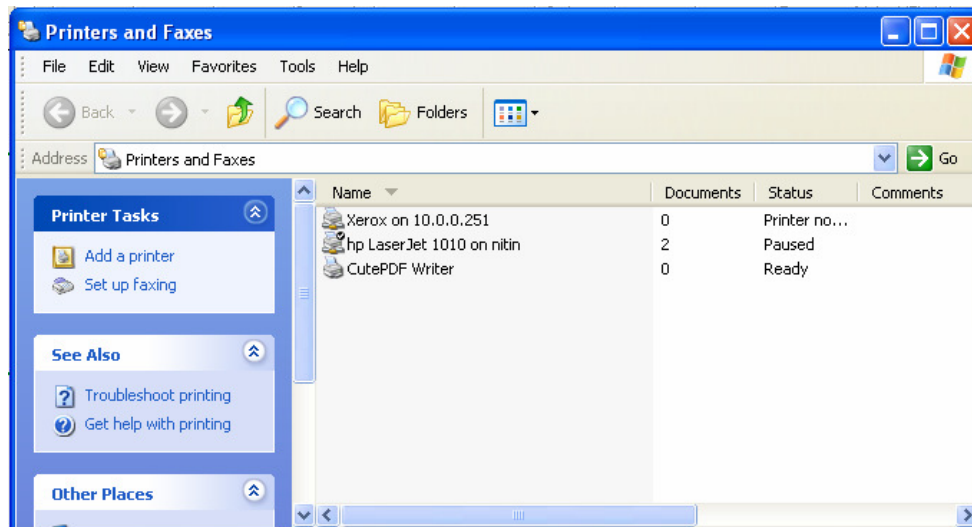 Printers and Faxes
File Edit View Favorites Tools Help
Back Search Folders
Address Printers and Faxes Go
Name Documents Status Comments
Xerox on 10.0.0.251 0 Printer no...
hp LaserJet 1010 on nitin 2 Paused
CutePDF Writer 0 Ready
Printer Tasks
Add a printer
Set up faxing
See Also
Troubleshoot printing
Get help with printing
Other Places